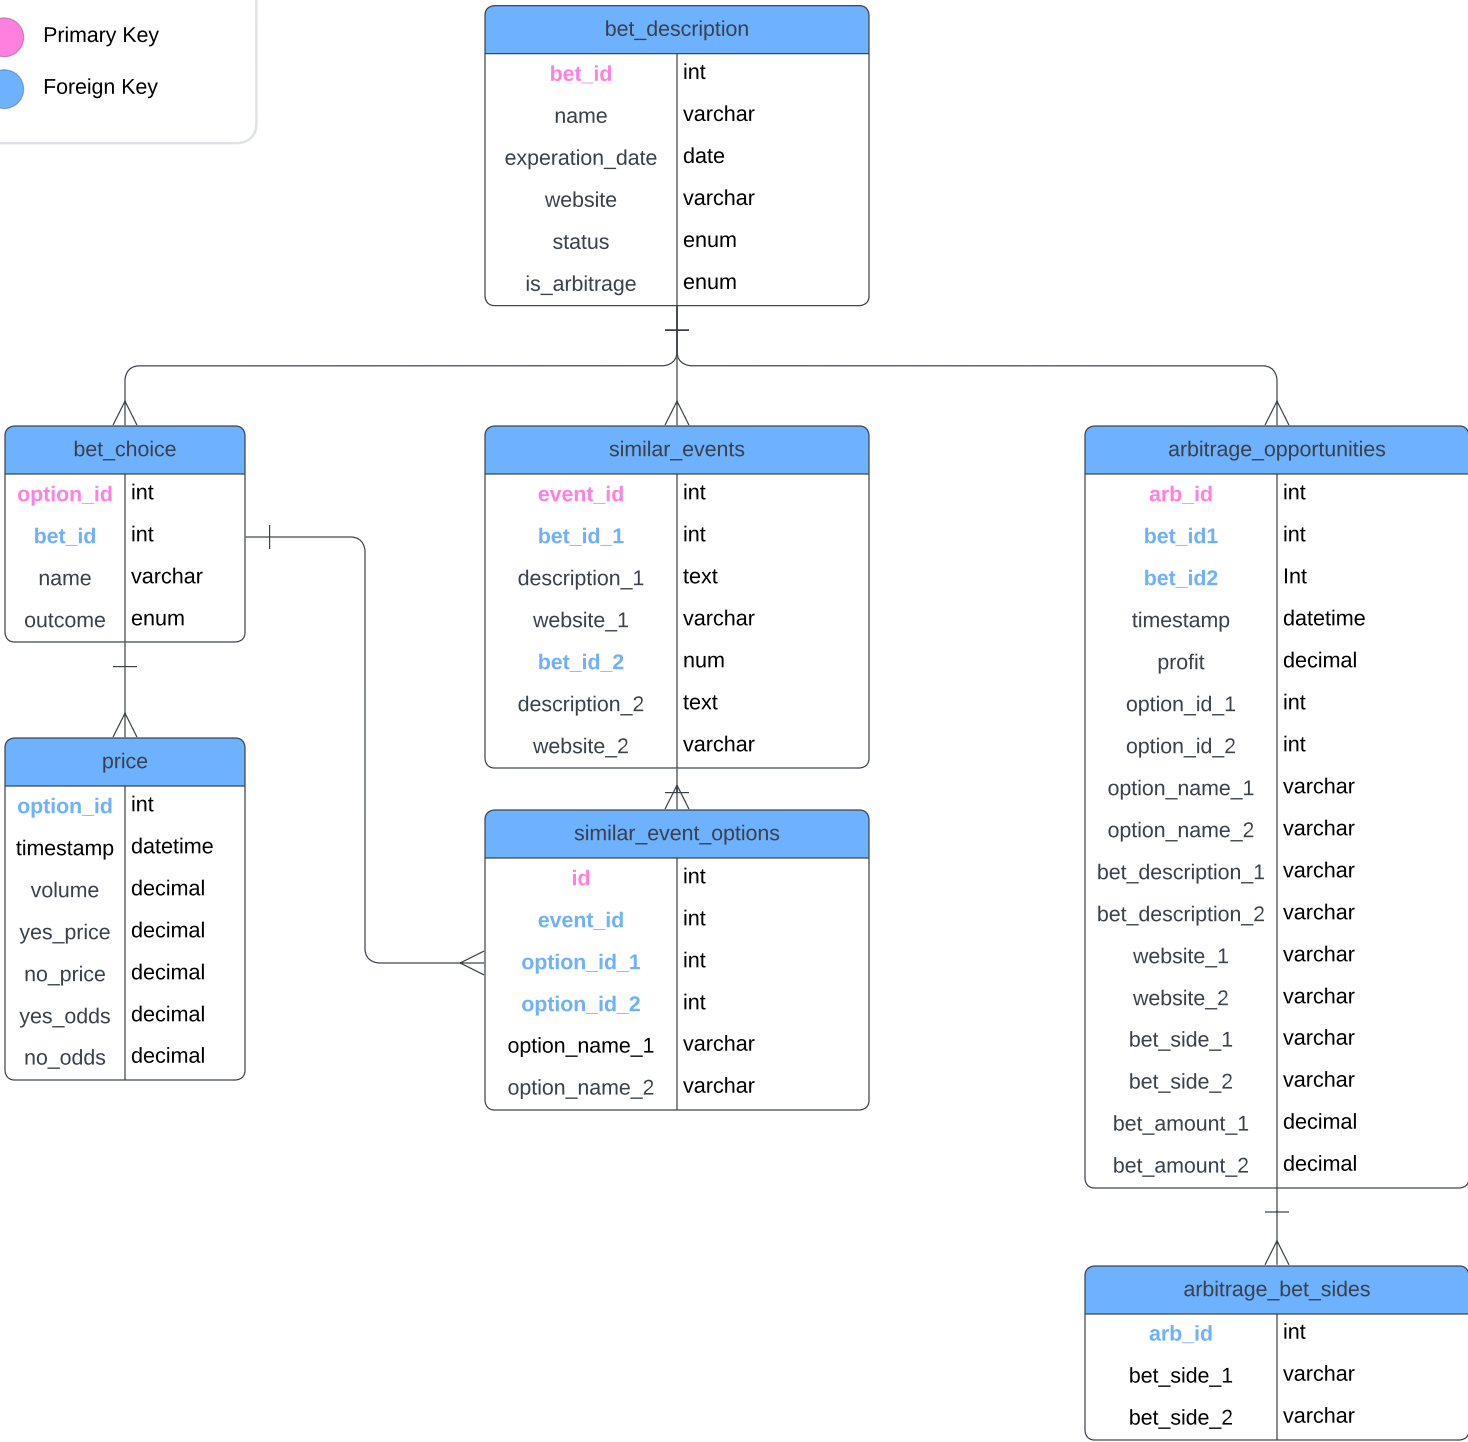 Primary Key
Foreign Key
bet_description
bet_id int
name varchar
experation_date date
website varchar
status enum
is_arbitrage enum
bet_choice
option_id int
bet_id int
name varchar
outcome enum
price
option_id int
timestamp datetime
volume decimal
yes_price decimal
no_price decimal
yes_odds decimal
no_odds decimal
similar_events
event_id int
bet_id_1 int
description_1 text
website_1 varchar
bet_id_2 num
description_2 text
website_2 varchar
similar_event_options
id int
event_id int
option_id_1 int
option_id_2 int
option_name_1 varchar
option_name_2 varchar
arbitrage_opportunities
arb_id int
bet_id1 int
bet_id2 Int
timestamp datetime
profit decimal
option_id_1 int
option_id_2 int
option_name_1 varchar
option_name_2 varchar
bet_description_1 varchar
bet_description_2 varchar
website_1 varchar
website_2 varchar
bet_side_1 varchar
bet_side_2 varchar
bet_amount_1 decimal
bet_amount_2 decimal
arbitrage_bet_sides
arb_id int
bet_side_1 varchar
bet_side_2 varchar